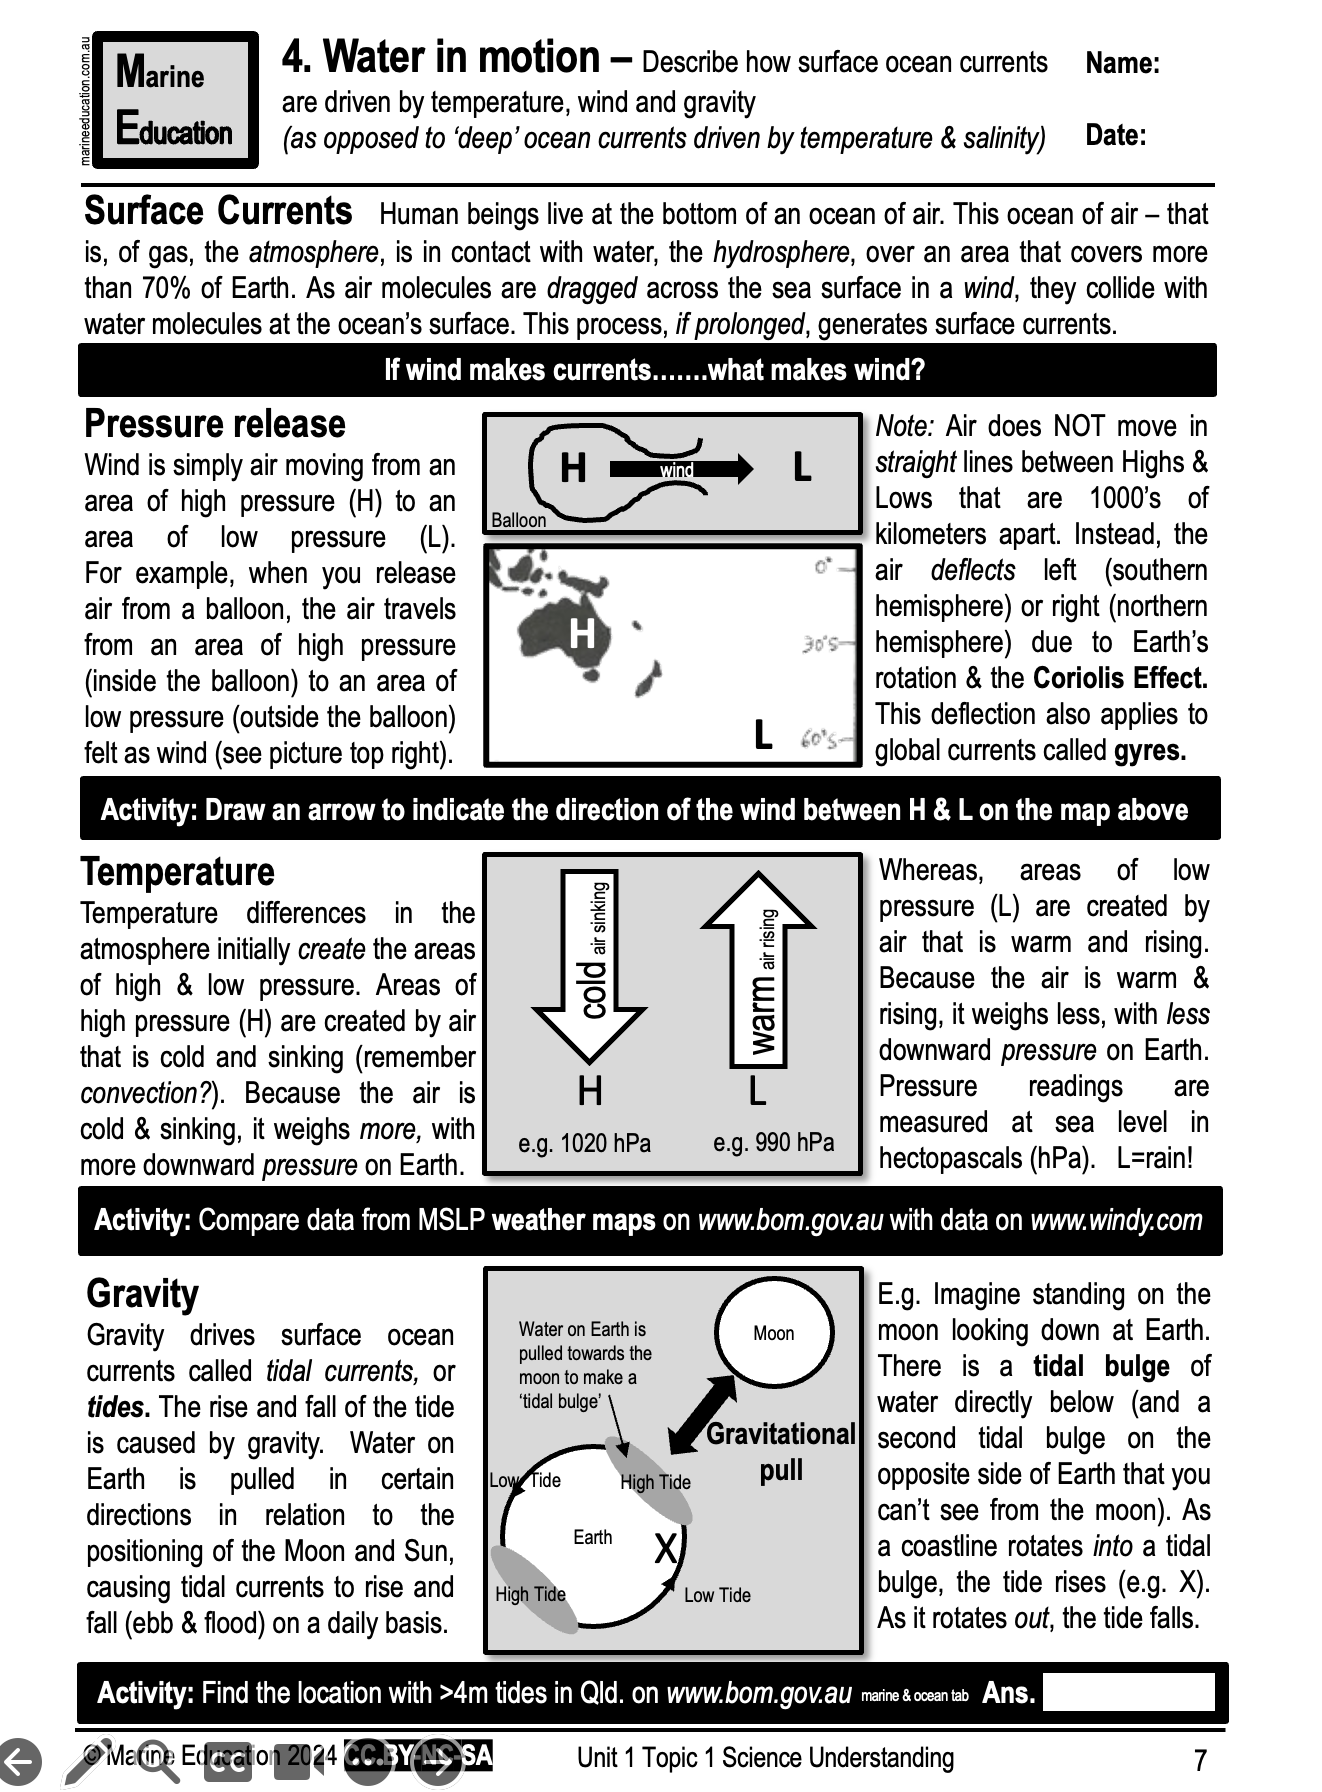 marineeducation.com.au
Marine
Education
4. Water in motion – Describe how surface ocean currents
are driven by temperature, wind and gravity
(as opposed to ‘deep’ ocean currents driven by temperature & salinity)
Name:
Date:
Surface Currents Human beings live at the bottom of an ocean of air. This ocean of air – that
is, of gas, the atmosphere, is in contact with water, the hydrosphere, over an area that covers more
than 70% of Earth. As air molecules are dragged across the sea surface in a wind, they collide with
water molecules at the ocean’s surface. This process, if prolonged, generates surface currents.
If wind makes currents…….what makes wind?
Pressure release
Wind is simply air moving from an
area of high pressure (H) to an
area of low pressure (L).
For example, when you release
air from a balloon, the air travels
from an area of high pressure
(inside the balloon) to an area of
low pressure (outside the balloon)
felt as wind (see picture top right).
H wind L
Balloon
0°
H
30°S
L 60°S
Note: Air does NOT move in
straight lines between Highs &
Lows that are 1000’s of
kilometers apart. Instead, the
air deflects left (southern
hemisphere) or right (northern
hemisphere) due to Earth’s
rotation & the Coriolis Effect.
This deflection also applies to
global currents called gyres.
Activity: Draw an arrow to indicate the direction of the wind between H & L on the map above
Temperature
Temperature differences in the
atmosphere initially create the areas
of high & low pressure. Areas of
high pressure (H) are created by air
that is cold and sinking (remember
convection?). Because the air is
cold & sinking, it weighs more, with
more downward pressure on Earth.
cold air sinking
warm air rising
H L
e.g. 1020 hPa e.g. 990 hPa
Whereas, areas of low
pressure (L) are created by
air that is warm and rising.
Because the air is warm &
rising, it weighs less, with less
downward pressure on Earth.
Pressure readings are
measured at sea level in
hectopascals (hPa). L=rain!
Activity: Compare data from MSLP weather maps on www.bom.gov.au with data on www.windy.com
Gravity
Gravity drives surface ocean
currents called tidal currents, or
tides. The rise and fall of the tide
is caused by gravity. Water on
Earth is pulled in certain
directions in relation to the
positioning of the Moon and Sun,
causing tidal currents to rise and
fall (ebb & flood) on a daily basis.
Water on Earth is
pulled towards the
moon to make a
‘tidal bulge’
Moon
Gravitational
pull
Low Tide
High Tide
Earth
X
High Tide
Low Tide
E.g. Imagine standing on the
moon looking down at Earth.
There is a tidal bulge of
water directly below (and a
second tidal bulge on the
opposite side of Earth that you
can’t see from the moon). As
a coastline rotates into a tidal
bulge, the tide rises (e.g. X).
As it rotates out, the tide falls.
Activity: Find the location with >4m tides in Qld. on www.bom.gov.au marine & ocean tab Ans.
© Marine Education 2024 CC.BY-NC-SA
CC
Unit 1 Topic 1 Science Understanding
7